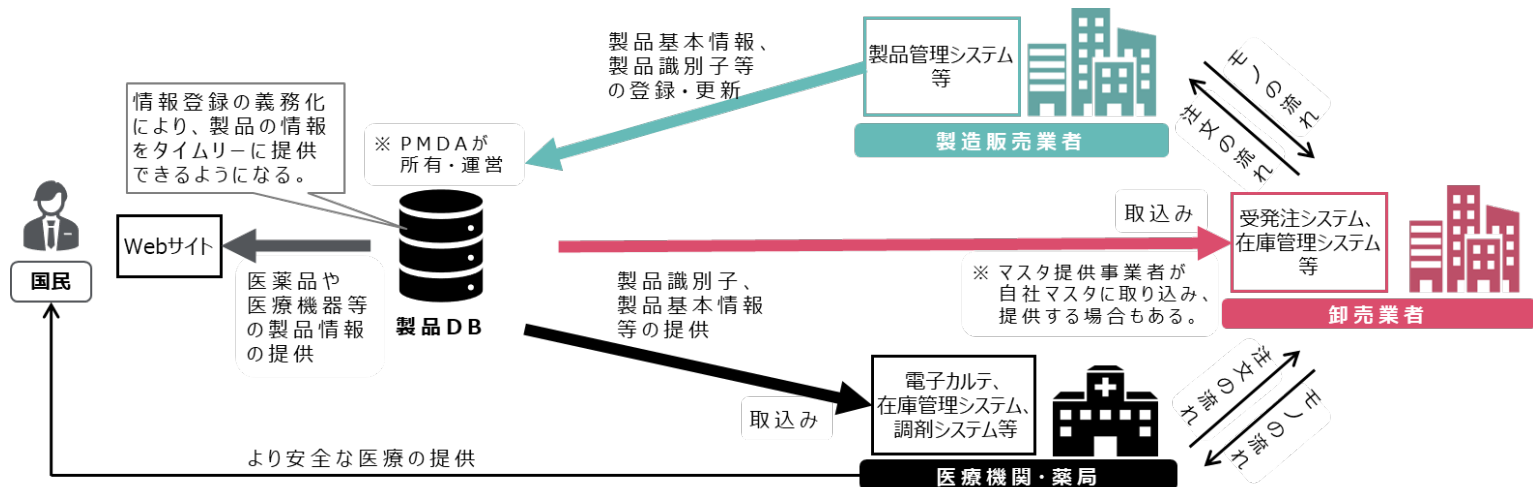 製品基本情報、
製品識別子等
の登録・更新
製品管理システム
等
製造販売業者
モノの流れ
注文の流れ
情報登録の義務化
により、製品の情報
をタイムリーに提供
できるようになる。
※ PMDAが
所有・運営
国民
Webサイト
医薬品や
医療機器等
の製品情報
の提供
製品DB
取込み
受発注システム、
在庫管理システム
等
卸売業者
製品識別子、
製品基本情報
等の提供
※ マスタ提供事業者が
自社マスタに取り込み、
提供する場合もある。
取込み
電子カルテ、
在庫管理システム、
調剤システム等
医療機関・薬局
注文の流れ
モノの流れ
より安全な医療の提供